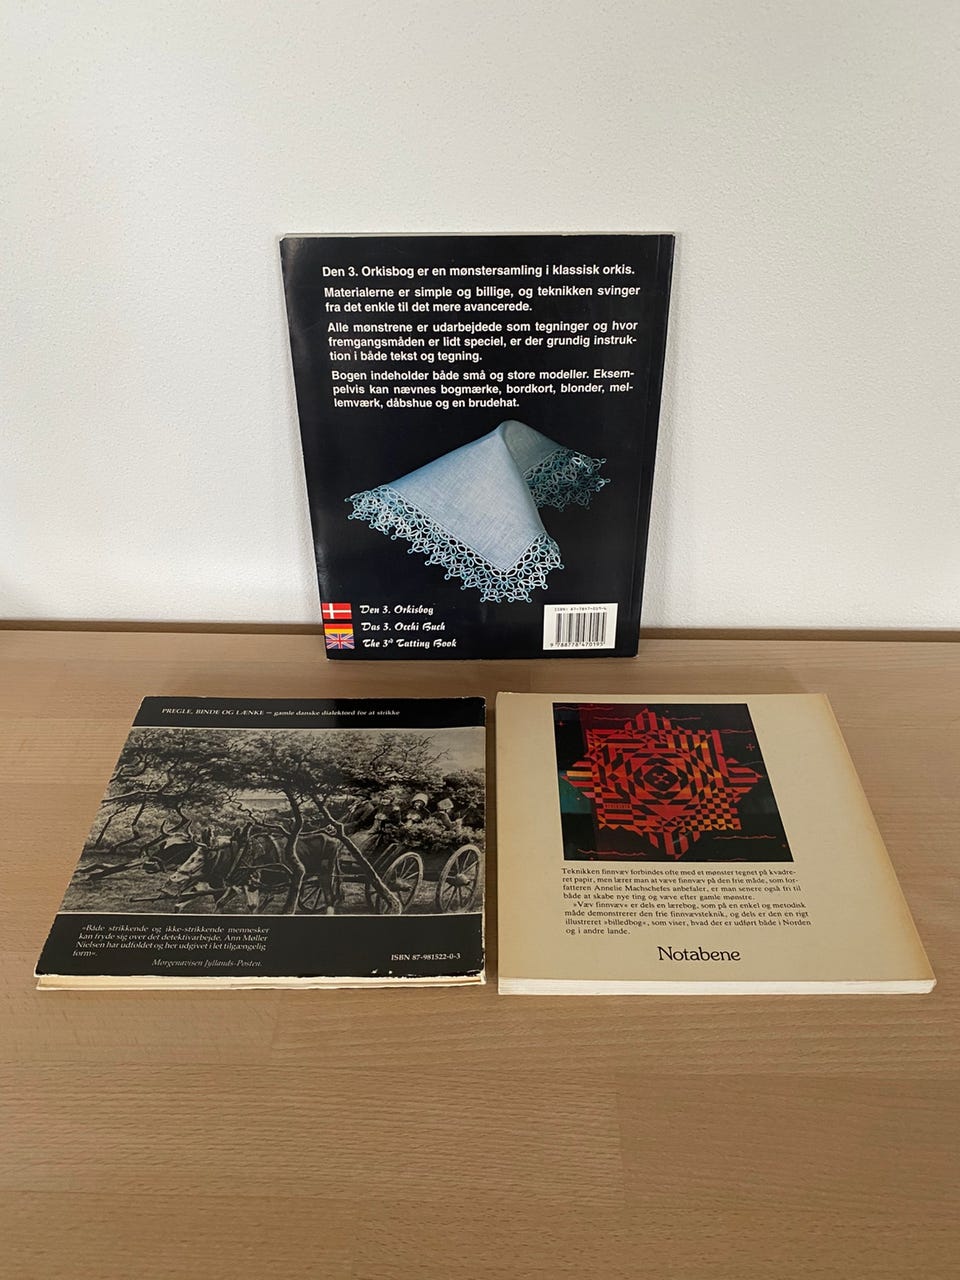 Den 3. Orkisbog er en mønstersamling i klassisk orkis.
Materialerne er simple og billige, og teknikken svinger
fra det enkle til det mere avancerede.
Alle mønstrene er udarbejdede som tegninger og hvor
fremgangsmåden er lidt speciel, er der grundig instruk-
tion i både tekst og tegning.
Bogen indeholder både små og store modeller. Eksem-
pelvis kan nævnes bogmærke, bordkort, blonder, mel-
lemværk, dåbshue og en brudehat.
Den 3. Orkisbog
Das 3. Occhi Buch
The 3rd Tatting Book
ISBN: 87-7847-019-6
9 788778 470195
PREGLE, BINDE OG LÆNKE – gamle danske dialektord for at strikke
»Både strikkende og ikke-strikkende mennesker
kan fryde sig over det detektivarbejde, Ann Møller
Nielsen har udfoldet og her udgivet i let tilgængelig
form«.
Morgenavisen Jyllands-Posten.
ISBN 87-981522-0-3
Teknikken finnvæv forbindes ofte med et mønster tegnet på kvadre-
ret papir, men lærer man at væve finnvæv på den frie måde, som for-
fatteren Annelie Machschefes anbefaler, er man senere også fri til
både at skabe nye ting og væve efter gamle mønstre.
»Væv finnvæv« er dels en lærebog, som på en enkel og metodisk
måde demonstrerer den frie finnvævsteknik, og dels er den en rigt
illustreret »billedbog«, som viser, hvad der er udført både i Norden
og i andre lande.
Notabene